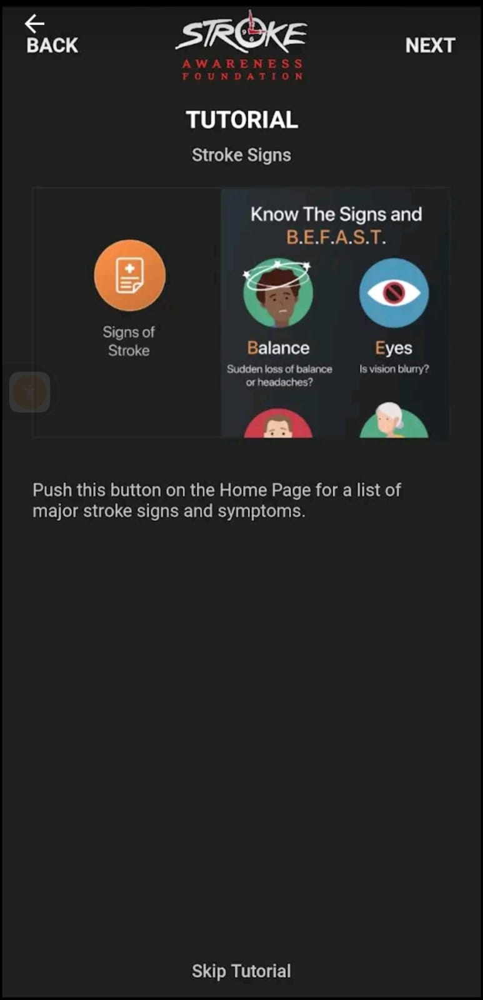 BACK
STROKE
AWARENESS
FOUNDATION
NEXT
TUTORIAL
Stroke Signs
Signs of
Stroke
Know The Signs and
B.E.F.A.S.T.
Balance
Sudden loss of balance
or headaches?
Eyes
Is vision blurry?
Push this button on the Home Page for a list of
major stroke signs and symptoms.
Skip Tutorial